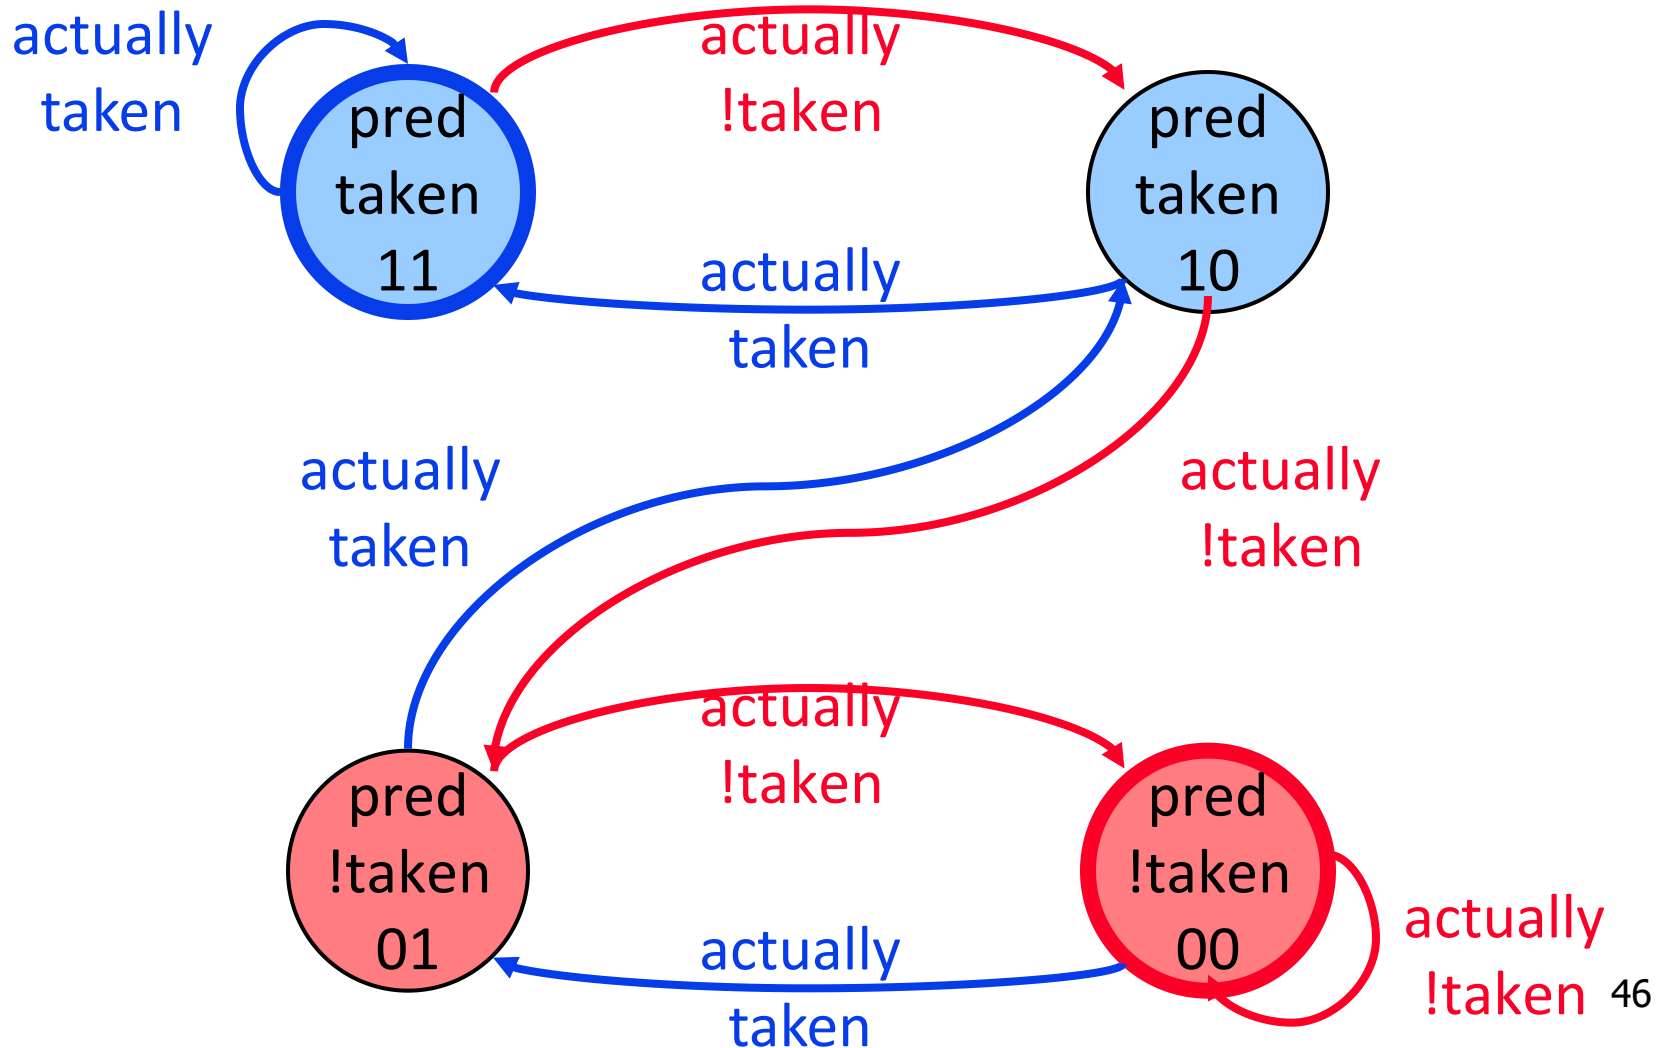 actually
taken
pred
taken
11
actually
!taken
actually
taken
pred
taken
10
actually
taken
actually
!taken
pred
!taken
01
actually
!taken
actually
taken
pred
!taken
00
actually
!taken
46